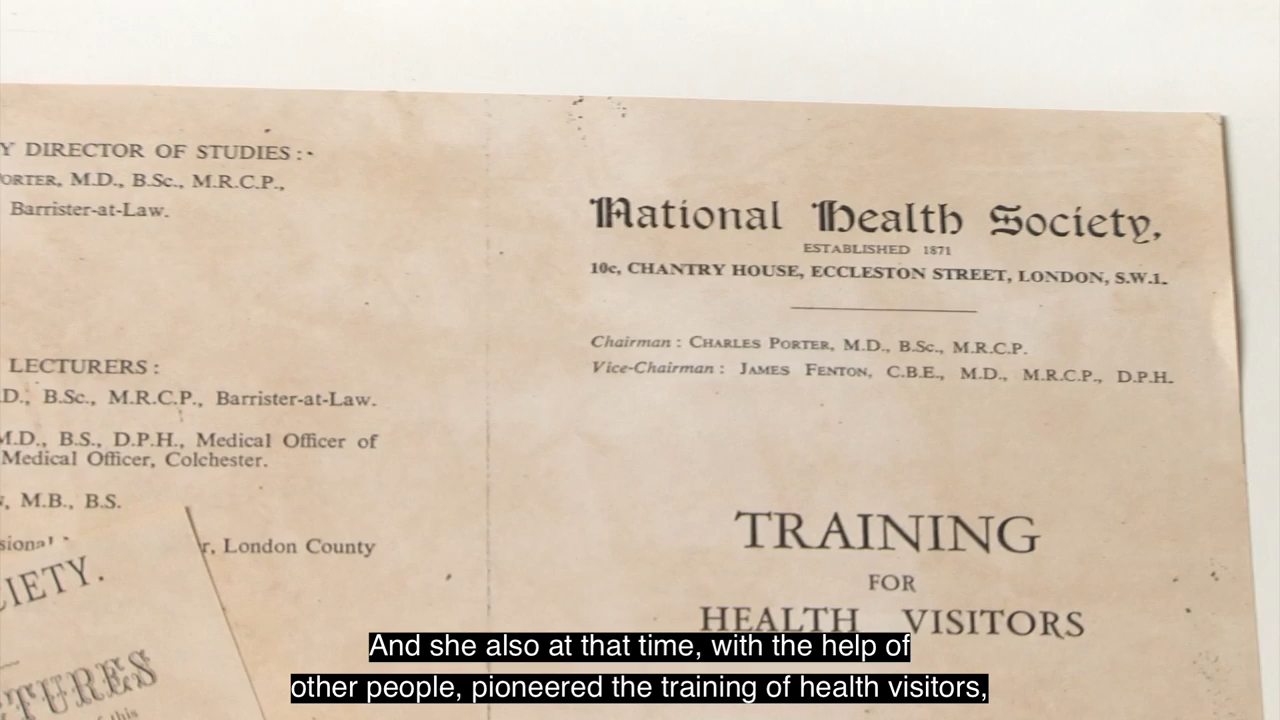 Y DIRECTOR OF STUDIES :
ORTER, M.D., B.Sc., M.R.C.P.,
Barrister-at-Law.
LECTURERS :
D., B.Sc., M.R.C.P., Barrister-at-Law.
M.D., B.S., D.P.H., Medical Officer of
Medical Officer, Colchester.
, M.B., B.S.
r, London County
CIETY.
CTURES
this
National Health Society,
ESTABLISHED 1871
10c, CHANTRY HOUSE, ECCLESTON STREET, LONDON, S.W.1.
Chairman : CHARLES PORTER, M.D., B.Sc., M.R.C.P.
Vice-Chairman : JAMES FENTON, C.B.E., M.D., M.R.C.P., D.P.H.
TRAINING
FOR
HEALTH VISITORS
And she also at that time, with the help of
other people, pioneered the training of health visitors,